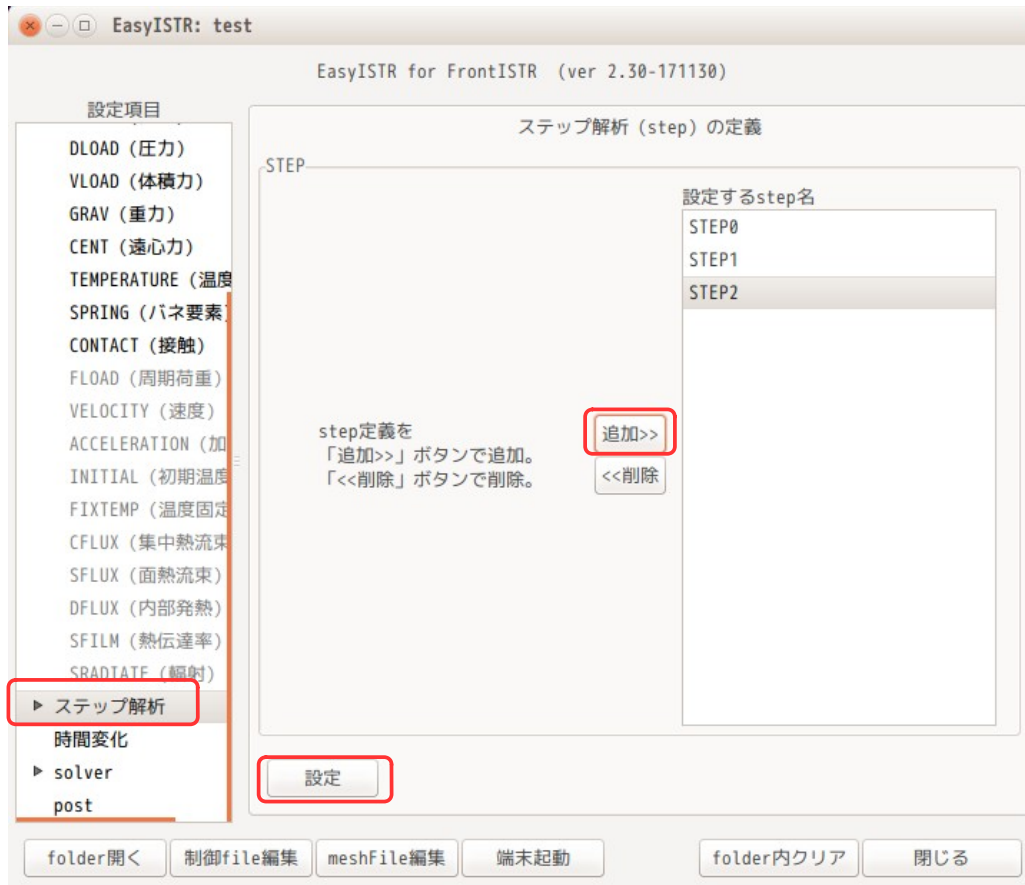 EasyISTR: test
EasyISTR for FrontISTR (ver 2.30-171130)
設定項目
DLOAD (圧力)
VLOAD (体積力)
GRAV (重力)
CENT (遠心力)
TEMPERATURE (温度
SPRING (バネ要素)
CONTACT (接触)
FLOAD (周期荷重)
VELOCITY (速度)
ACCELERATION (加
INITIAL (初期温度
FIXTEMP (温度固定
CFLUX (集中熱流束
SFLUX (面熱流束)
DFLUX (内部発熱)
SFILM (熱伝達率)
SRADIATE (輻射)
ステップ解析
時間変化
solver
post
ステップ解析 (step) の定義
STEP
設定するstep名
STEP0
STEP1
STEP2
step定義を
「追加>>」ボタンで追加。
「<<削除」ボタンで削除。
追加>>
<<削除
設定
folder開く
制御file編集
meshFile編集
端末起動
folder内クリア
閉じる